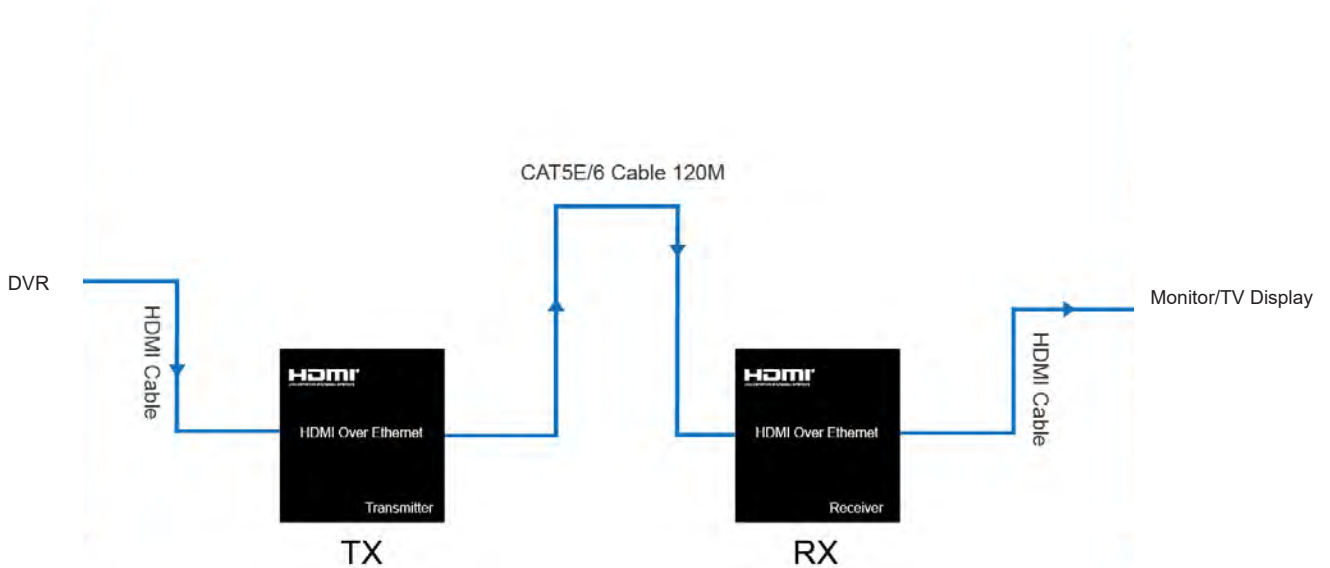 CAT5E/6 Cable 120M
DVR
HDMI Cable
Monitor/TV Display
HDMI Cable
HDMI
HDMI Over Ethernet
Transmitter
TX
HDMI
HDMI Over Ethernet
Receiver
RX